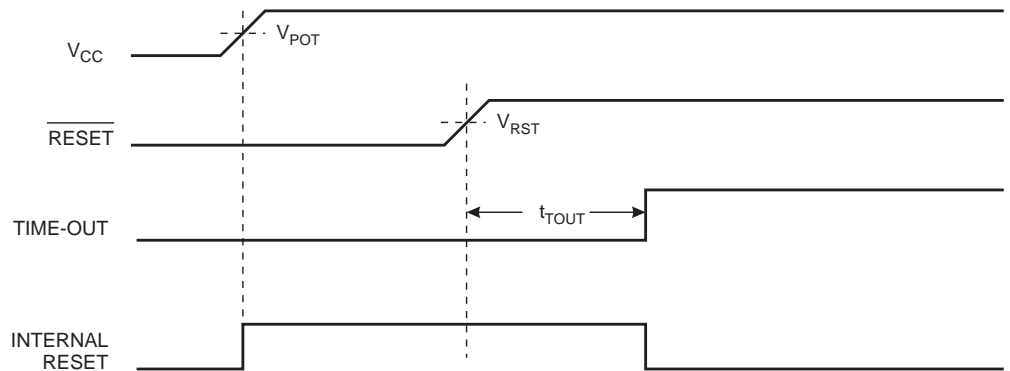 V_CC
V_POT
RESET
V_RST
TIME-OUT
t_TOUT
INTERNAL
RESET